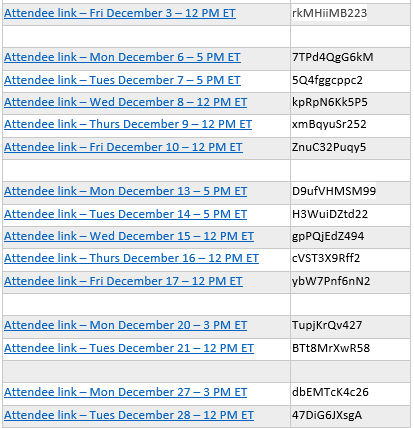 Attendee link – Fri December 3 – 12 PM ET rkMHiiMB223
Attendee link – Mon December 6 – 5 PM ET 7TPd4QgG6kM
Attendee link – Tues December 7 – 5 PM ET 5Q4fggcppc2
Attendee link – Wed December 8 – 12 PM ET kpRpN6Kk5P5
Attendee link – Thurs December 9 – 12 PM ET xmBqyuSr252
Attendee link – Fri December 10 – 12 PM ET ZnuC32Puqy5
Attendee link – Mon December 13 – 5 PM ET D9ufVHMSM99
Attendee link – Tues December 14 – 5 PM ET H3WuiDZtd22
Attendee link – Wed December 15 – 12 PM ET gpPQjEdZ494
Attendee link – Thurs December 16 – 12 PM ET cVST3X9Rff2
Attendee link – Fri December 17 – 12 PM ET ybW7Pnf6nN2
Attendee link – Mon December 20 – 3 PM ET TupjKrQv427
Attendee link – Tues December 21 – 12 PM ET BTt8MrXwR58
Attendee link – Mon December 27 – 3 PM ET dbEMTcK4c26
Attendee link – Tues December 28 – 12 PM ET 47DiG6JXsgA